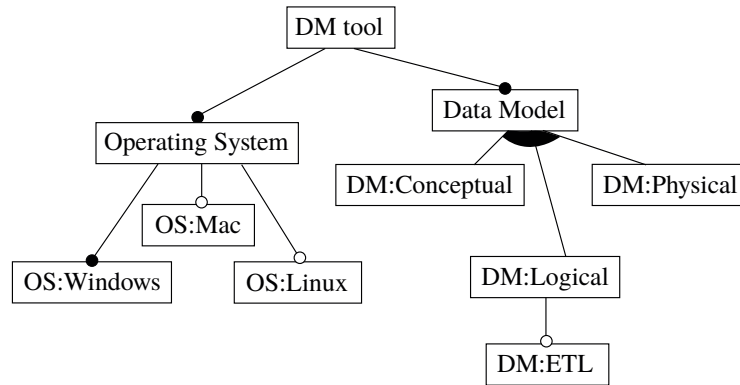 DM tool
Data Model
Operating System
DM:Conceptual
DM:Physical
OS:Mac
OS:Windows
OS:Linux
DM:Logical
DM:ETL